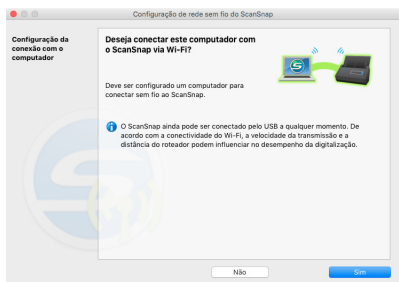 Configuração de rede sem fio do ScanSnap
Configuração da
conexão com o
computador
Deseja conectar este computador com
o ScanSnap via Wi-Fi?
Deve ser configurado um computador para
conectar sem fio ao ScanSnap.
O ScanSnap ainda pode ser conectado pelo USB a qualquer momento. De
acordo com a conectividade do Wi-Fi, a velocidade da transmissão e a
distância do roteador podem influenciar no desempenho da digitalização.
Não
Sim